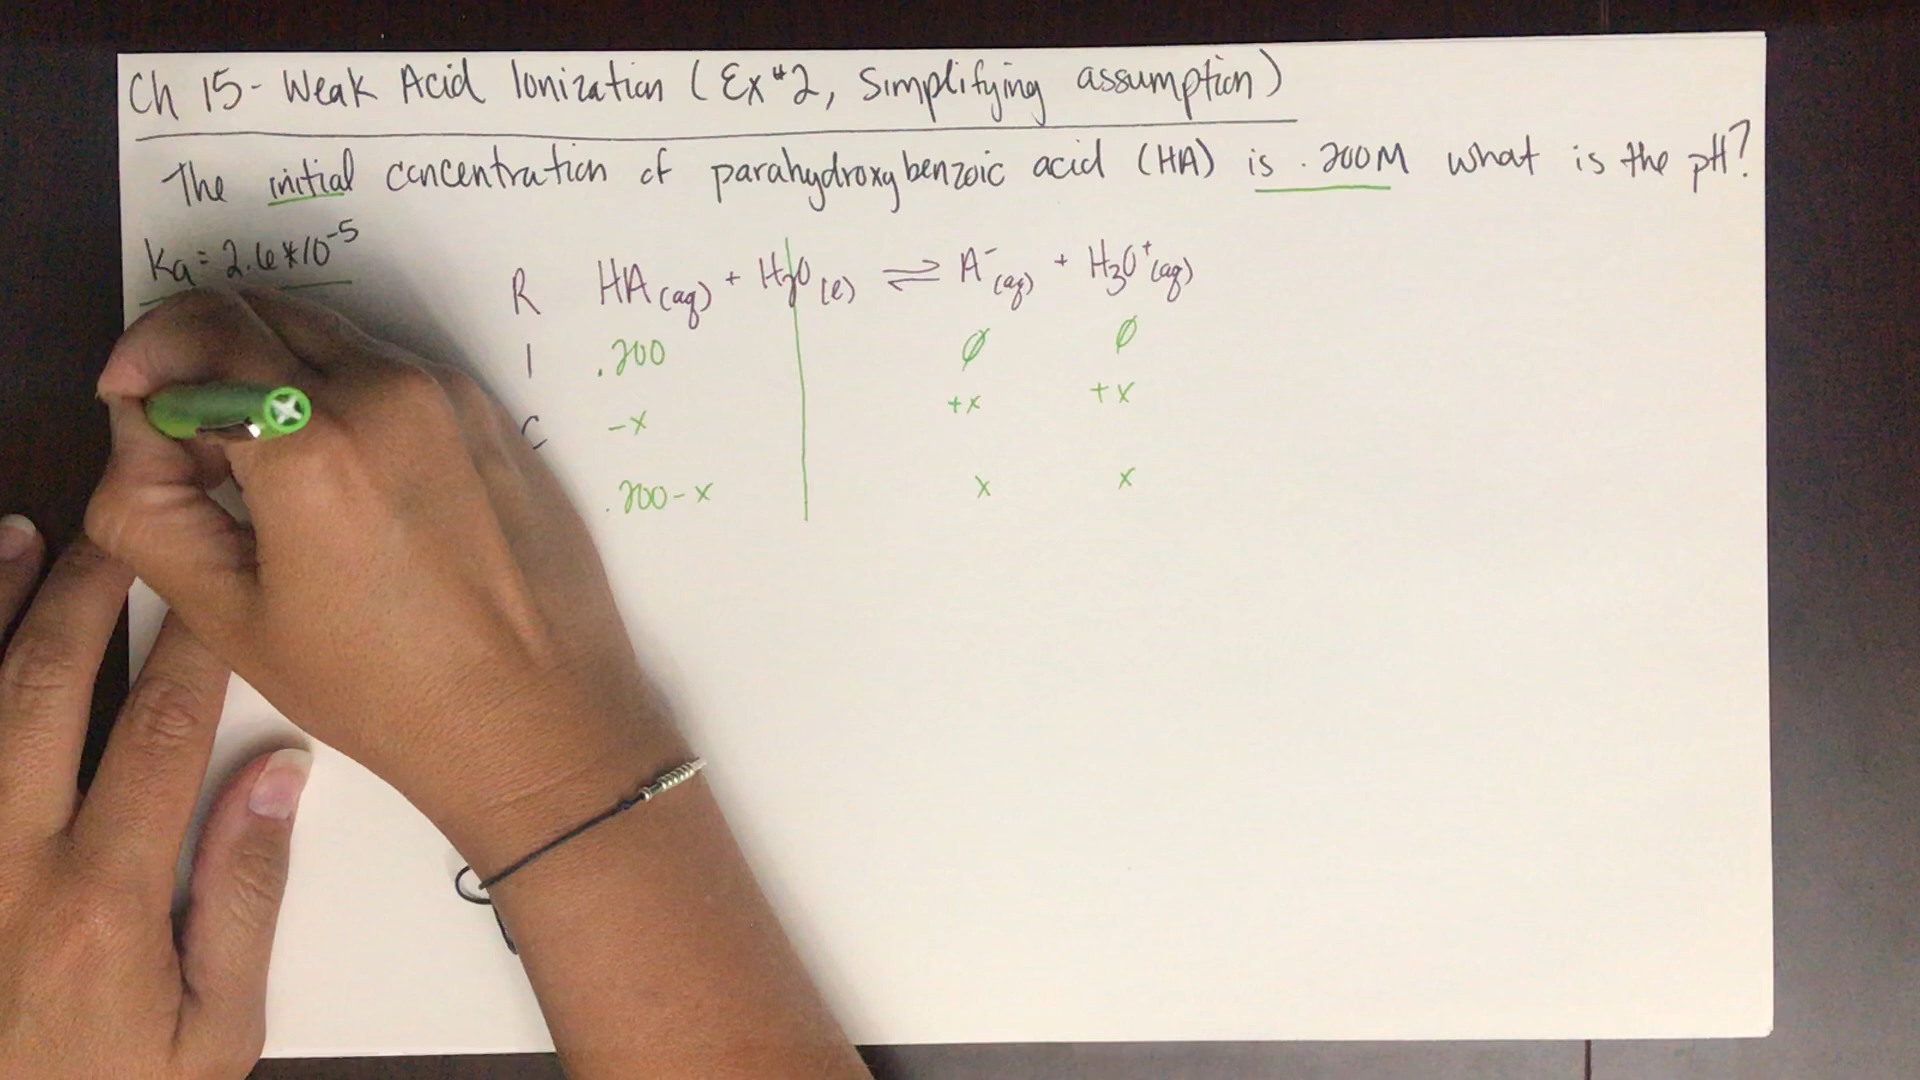 Ch 15 - Weak Acid Ionization (Ex #2, Simplifying assumption)
The initial concentration of parahydroxybenzoic acid (HA) is .200M what is the pH?
Ka = 2.6*10⁻⁵
R HA(aq) + H₂O(l) ⇌ A⁻(aq) + H₃O⁺(aq)
I .200 ∅ ∅
C -x +x +x
.200-x x x